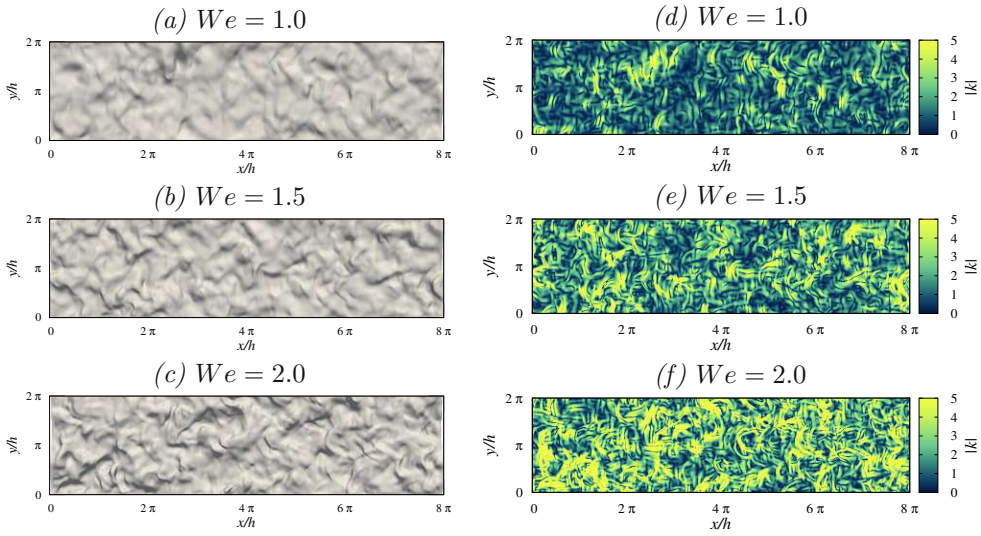 (a) We = 1.0
2 π
π
0
y/h
0 2 π 4 π 6 π 8 π
x/h
(d) We = 1.0
2 π
π
0
y/h
0 2 π 4 π 6 π 8 π
x/h
5
4
3
2
1
0
|k|
(b) We = 1.5
2 π
π
0
y/h
0 2 π 4 π 6 π 8 π
x/h
(e) We = 1.5
2 π
π
0
y/h
0 2 π 4 π 6 π 8 π
x/h
5
4
3
2
1
0
|k|
(c) We = 2.0
2 π
π
0
y/h
0 2 π 4 π 6 π 8 π
x/h
(f) We = 2.0
2 π
π
0
y/h
0 2 π 4 π 6 π 8 π
x/h
5
4
3
2
1
0
|k|